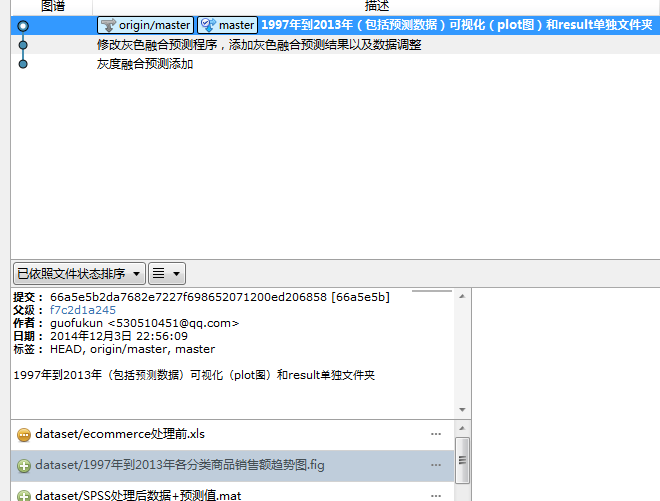 图谱 描述
origin/master master 1997年到2013年（包括预测数据）可视化（plot图）和result单独文件夹
修改灰色融合预测程序，添加灰色融合预测结果以及数据调整
灰度融合预测添加
已依照文件状态排序
提交： 66a5e5b2da7682e7227f698652071200ed206858 [66a5e5b]
父级： f7c2d1a245
作者： guofukun <530510451@qq.com>
日期： 2014年12月3日 22:56:09
标签： HEAD, origin/master, master
1997年到2013年（包括预测数据）可视化（plot图）和result单独文件夹
dataset/ecommerce处理前.xls
dataset/1997年到2013年各分类商品销售额趋势图.fig
dataset/SPSS处理后数据+预测值.mat